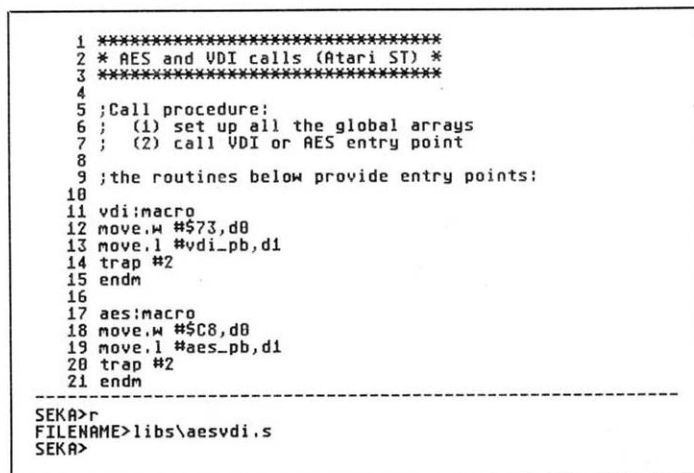 1 *******************************
2 * AES and VDI calls (Atari ST) *
3 *******************************
4
5 ;Call procedure:
6 ;  (1) set up all the global arrays
7 ;  (2) call VDI or AES entry point
8
9 ;the routines below provide entry points:
10
11 vdi:macro
12 move.w #$73,d0
13 move.l #vdi_pb,d1
14 trap #2
15 endm
16
17 aes:macro
18 move.w #$C8,d0
19 move.l #aes_pb,d1
20 trap #2
21 endm
SEKA>r
FILENAME>libs\aesvdi.s
SEKA>